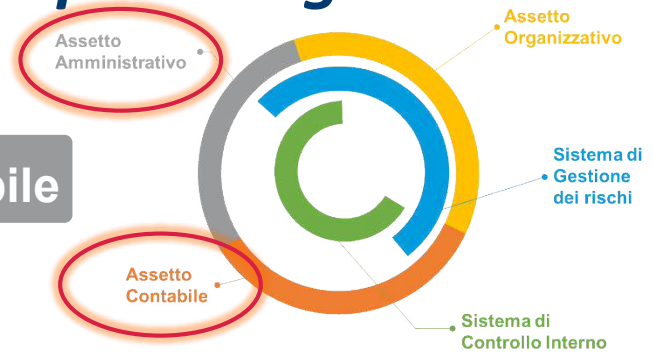 Assetto
Organizzativo
Assetto
Amministrativo
Sistema di
Gestione
dei rischi
bile
Assetto
Contabile
Sistema di
Controllo Interno